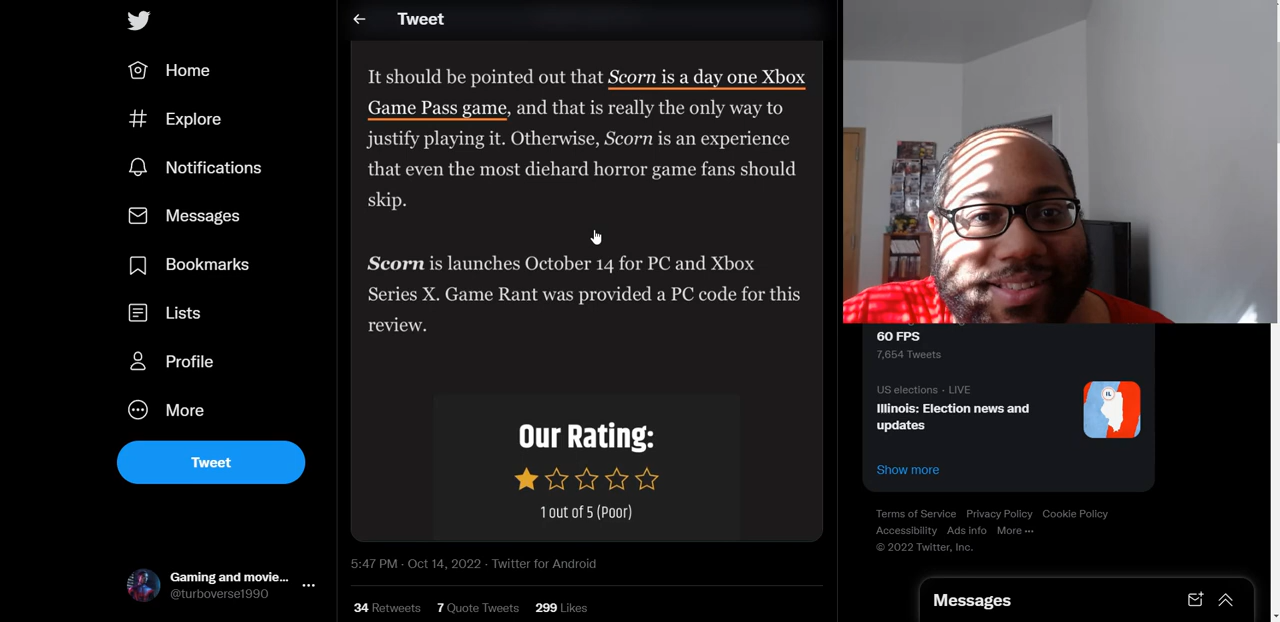 Tweet
Home
Explore
Notifications
Messages
Bookmarks
Lists
Profile
More
Tweet
Gaming and movie...
@turboverse1990
It should be pointed out that Scorn is a day one Xbox
Game Pass game, and that is really the only way to
justify playing it. Otherwise, Scorn is an experience
that even the most diehard horror game fans should
skip.
Scorn is launches October 14 for PC and Xbox
Series X. Game Rant was provided a PC code for this
review.
Our Rating:
1 out of 5 (Poor)
5:47 PM · Oct 14, 2022 · Twitter for Android
34 Retweets 7 Quote Tweets 299 Likes
60 FPS
7,654 Tweets
US elections · LIVE
Illinois: Election news and
updates
IL
Show more
Terms of Service Privacy Policy Cookie Policy
Accessibility Ads info More ···
© 2022 Twitter, Inc.
Messages